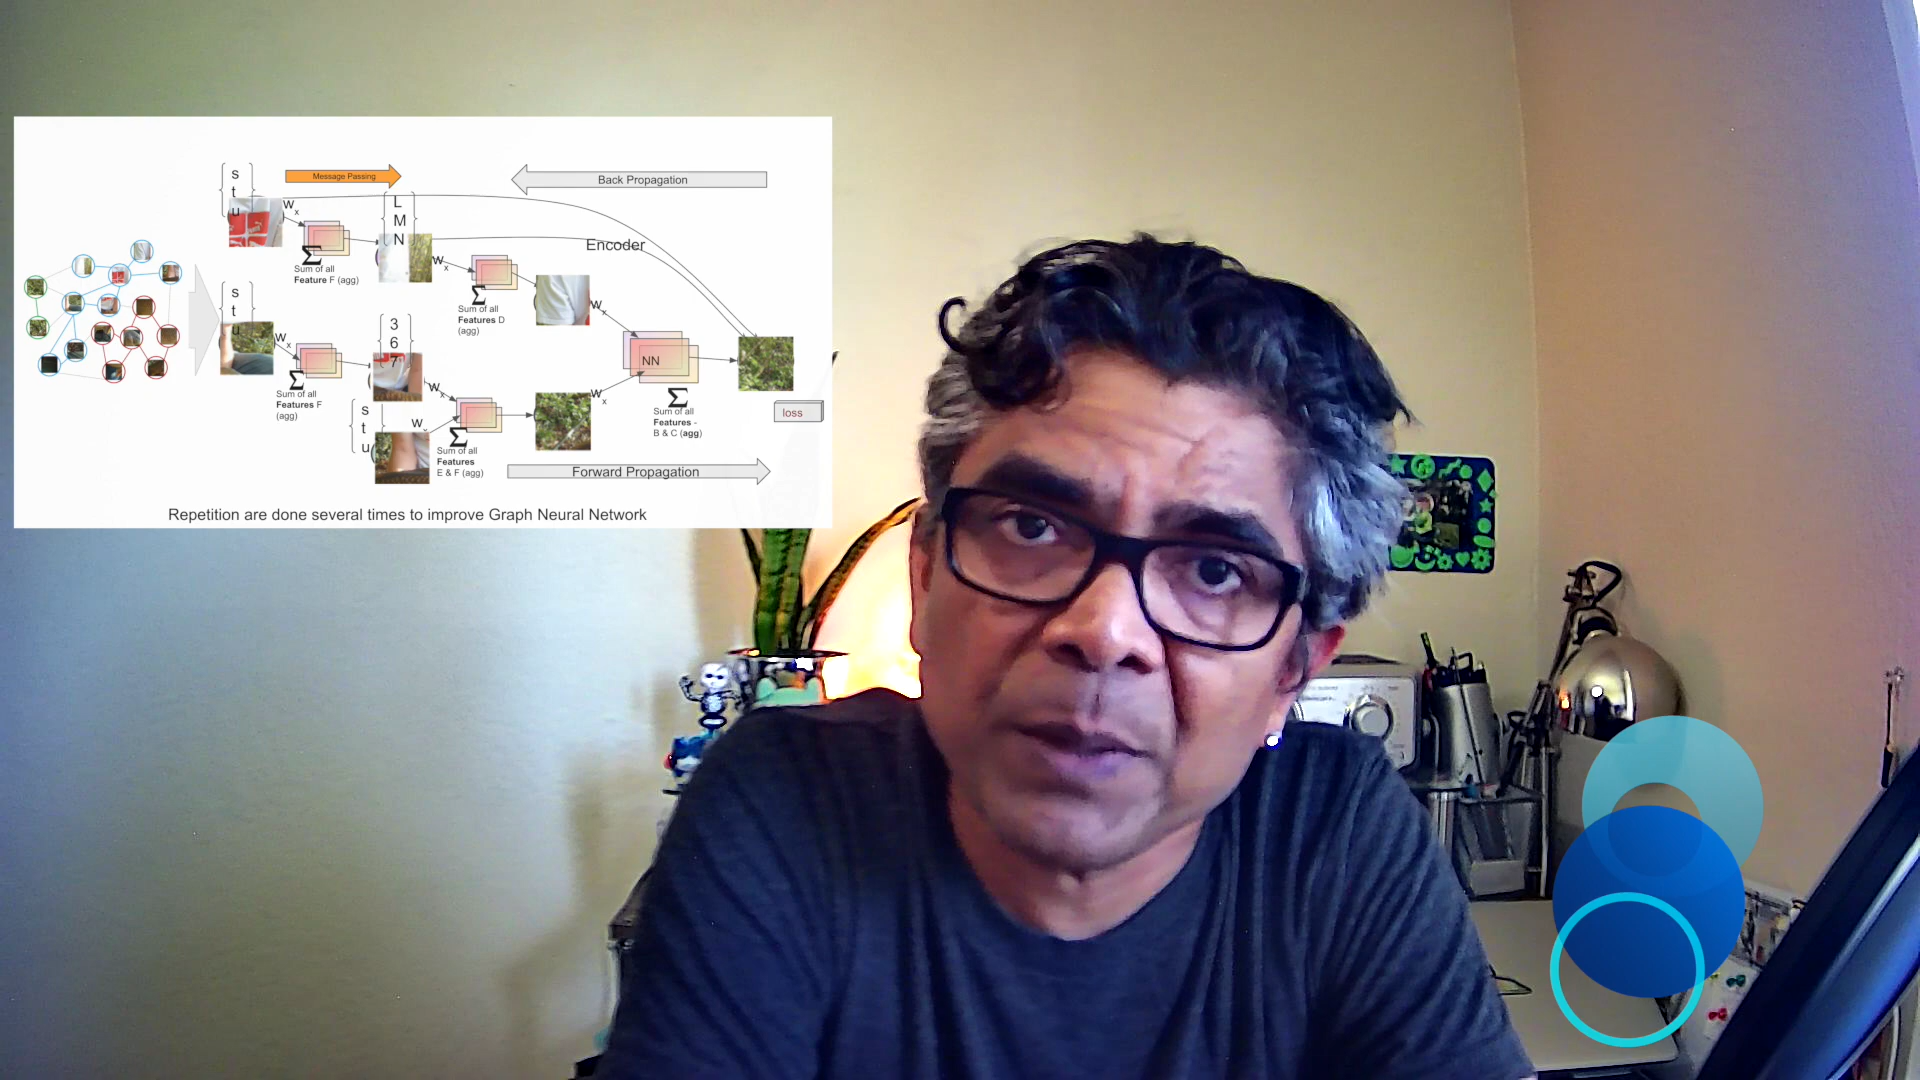 s
t
u
Message Passing
Back Propagation
W
x
L
M
N
Encoder
Σ
Sum of all
Feature F (agg)
W
x
Σ
Sum of all
Features D
(agg)
s
t
u
W
x
W
x
3
6
7
NN
Σ
Sum of all
Features F
(agg)
W
x
W
x
Σ
Sum of all
Features -
B & C (agg)
loss
s
t
u
W
Σ
Sum of all
Features
E & F (agg)
Forward Propagation
Repetition are done several times to improve Graph Neural Network